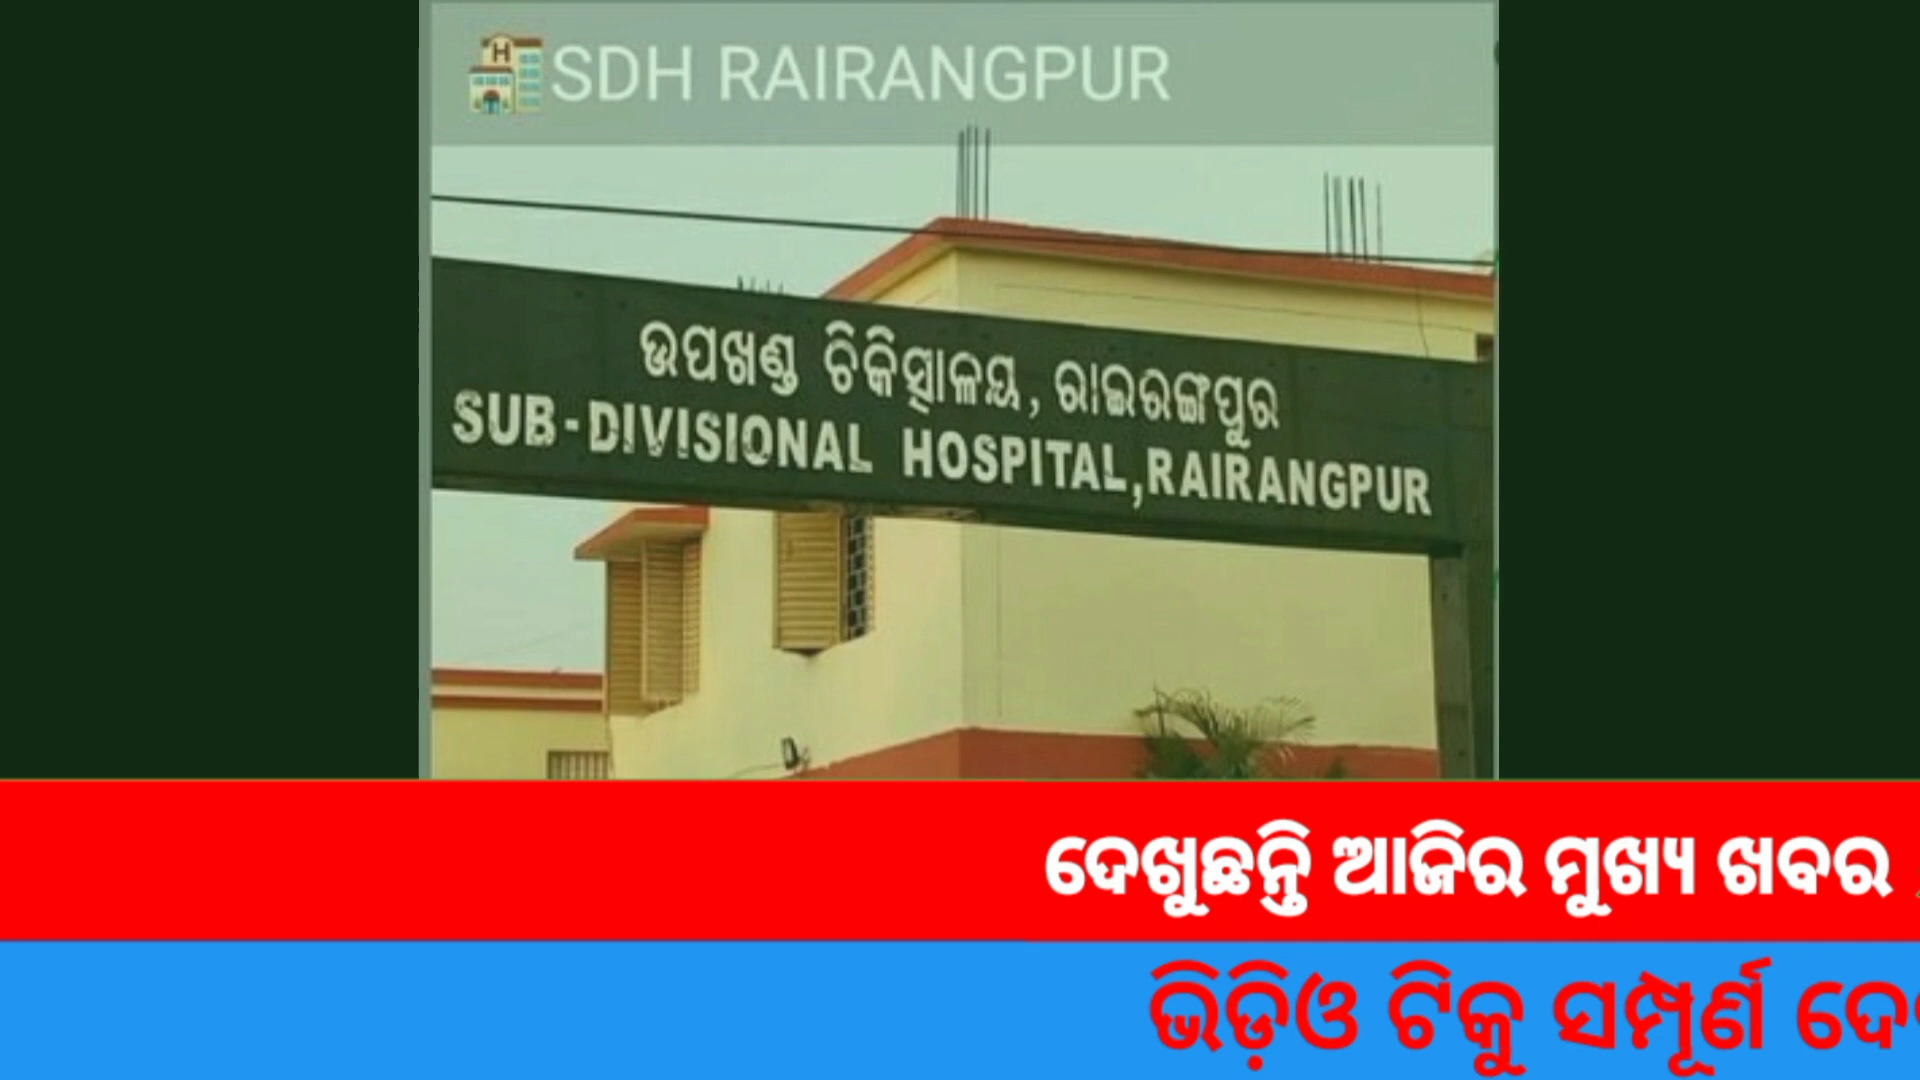 SDH RAIRANGPUR
ଉପଖଣ୍ଡ ଚିକିତ୍ସାଳୟ, ରାଇରଙ୍ଗପୁର
SUB-DIVISIONAL HOSPITAL, RAIRANGPUR
ଦେଖୁଛନ୍ତି ଆଜିର ମୁଖ୍ୟ ଖବର
ଭିଡ଼ିଓ ଟିକୁ ସମ୍ପୂର୍ଣ